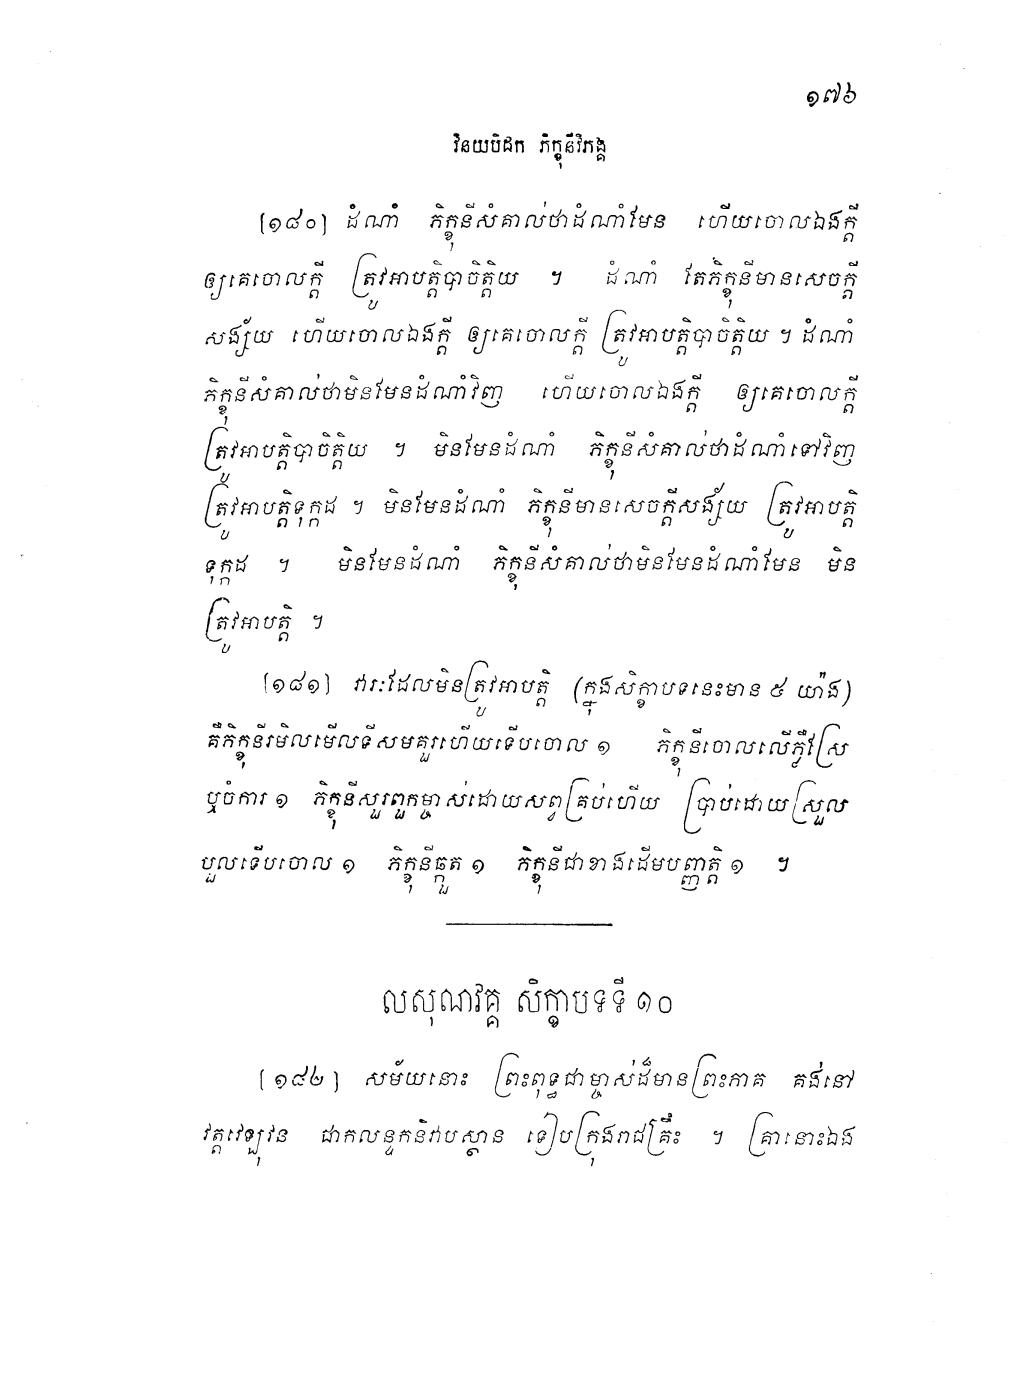 ១៧៦
វិនយបិដក ភិក្ខុនីវិភង្គ
[១៨០] ដំណាំ ភិក្ខុនីសំគាល់ថាដំណាំមែន ហើយចោលឯងក្តី
ឲ្យគេចោលក្តី ត្រូវអាបត្តិបាចិត្តិយ ។ ដំណាំ តែភិក្ខុនីមានសេចក្តី
សង្ស័យ ហើយចោលឯងក្តី ឲ្យគេចោលក្តី ត្រូវអាបត្តិបាចិត្តិយ ។ ដំណាំ
ភិក្ខុនីសំគាល់ថាមិនមែនដំណាំវិញ ហើយចោលឯងក្តី ឲ្យគេចោលក្តី
ត្រូវអាបត្តិបាចិត្តិយ ។ មិនមែនដំណាំ ភិក្ខុនីសំគាល់ថាដំណាំទៅវិញ
ត្រូវអាបត្តិទុក្កដ ។ មិនមែនដំណាំ ភិក្ខុនីមានសេចក្តីសង្ស័យ ត្រូវអាបត្តិ
ទុក្កដ ។ មិនមែនដំណាំ ភិក្ខុនីសំគាល់ថាមិនមែនដំណាំមែន មិន
ត្រូវអាបត្តិ ។
[១៨១] វារៈដែលមិនត្រូវអាបត្តិ (ក្នុងសិក្ខាបទនេះមាន ៥ យ៉ាង)
គឺភិក្ខុនីរមិលមើលទីសមគួរហើយទើបចោល ១ ភិក្ខុនីចោលលើភ្លឺស្រែ
ឬចំការ ១ ភិក្ខុនីសួរពួកម្ចាស់ដោយសព្វគ្រប់ហើយ ប្រាប់ដោយស្រួល
បួលទើបចោល ១ ភិក្ខុនីឆ្កួត ១ ភិក្ខុនីជាខាងដើមបញ្ញាត្តិ ១ ។
លសុណវគ្គ សិក្ខាបទទី ១០
[១៨២] សម័យនោះ ព្រះពុទ្ធជាម្ចាស់ដ៏មានព្រះភាគ គង់នៅ
វត្តវេឡុវន ជាកលន្ទកនិវាបស្ថាន ទៀបក្រុងរាជគ្រឹះ ។ គ្រានោះឯង